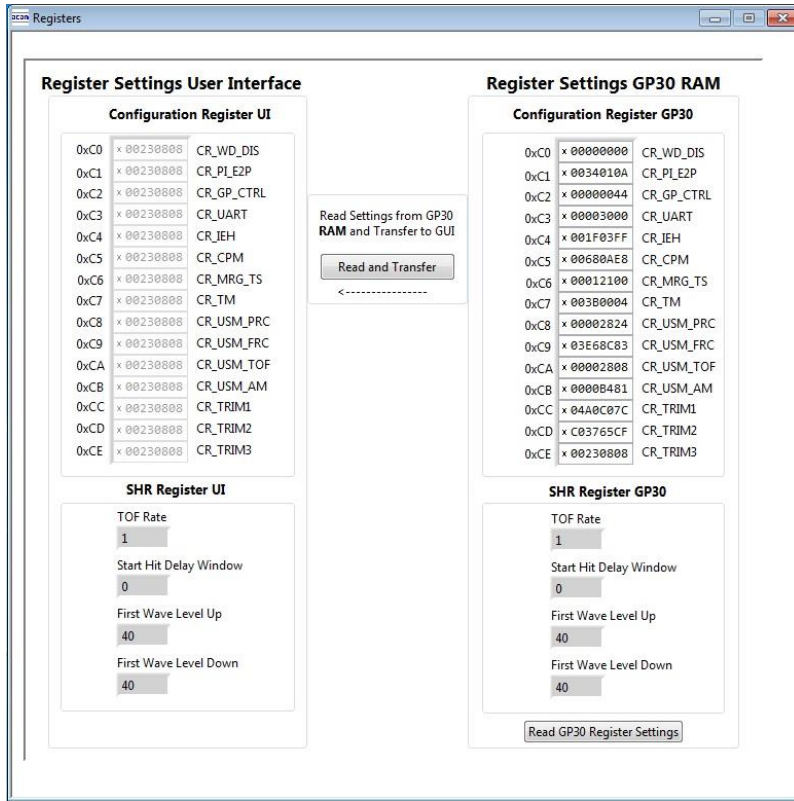 acan Registers
Register Settings User Interface
Configuration Register UI
0xC0 x 00230808 CR_WD_DIS
0xC1 x 00230808 CR_PI_E2P
0xC2 x 00230808 CR_GP_CTRL
0xC3 x 00230808 CR_UART
0xC4 x 00230808 CR_IEH
0xC5 x 00230808 CR_CPM
0xC6 x 00230808 CR_MRG_TS
0xC7 x 00230808 CR_TM
0xC8 x 00230808 CR_USM_PRC
0xC9 x 00230808 CR_USM_FRC
0xCA x 00230808 CR_USM_TOF
0xCB x 00230808 CR_USM_AM
0xCC x 00230808 CR_TRIM1
0xCD x 00230808 CR_TRIM2
0xCE x 00230808 CR_TRIM3
SHR Register UI
TOF Rate
1
Start Hit Delay Window
0
First Wave Level Up
40
First Wave Level Down
40
Read Settings from GP30
RAM and Transfer to GUI
Read and Transfer
<----------------
Register Settings GP30 RAM
Configuration Register GP30
0xC0 x 00000000 CR_WD_DIS
0xC1 x 0034010A CR_PI_E2P
0xC2 x 00000044 CR_GP_CTRL
0xC3 x 00003000 CR_UART
0xC4 x 001F03FF CR_IEH
0xC5 x 00680AE8 CR_CPM
0xC6 x 00012100 CR_MRG_TS
0xC7 x 003B0004 CR_TM
0xC8 x 00002824 CR_USM_PRC
0xC9 x 03E68C83 CR_USM_FRC
0xCA x 00002808 CR_USM_TOF
0xCB x 0000B481 CR_USM_AM
0xCC x 04A0C07C CR_TRIM1
0xCD x C03765CF CR_TRIM2
0xCE x 00230808 CR_TRIM3
SHR Register GP30
TOF Rate
1
Start Hit Delay Window
0
First Wave Level Up
40
First Wave Level Down
40
Read GP30 Register Settings